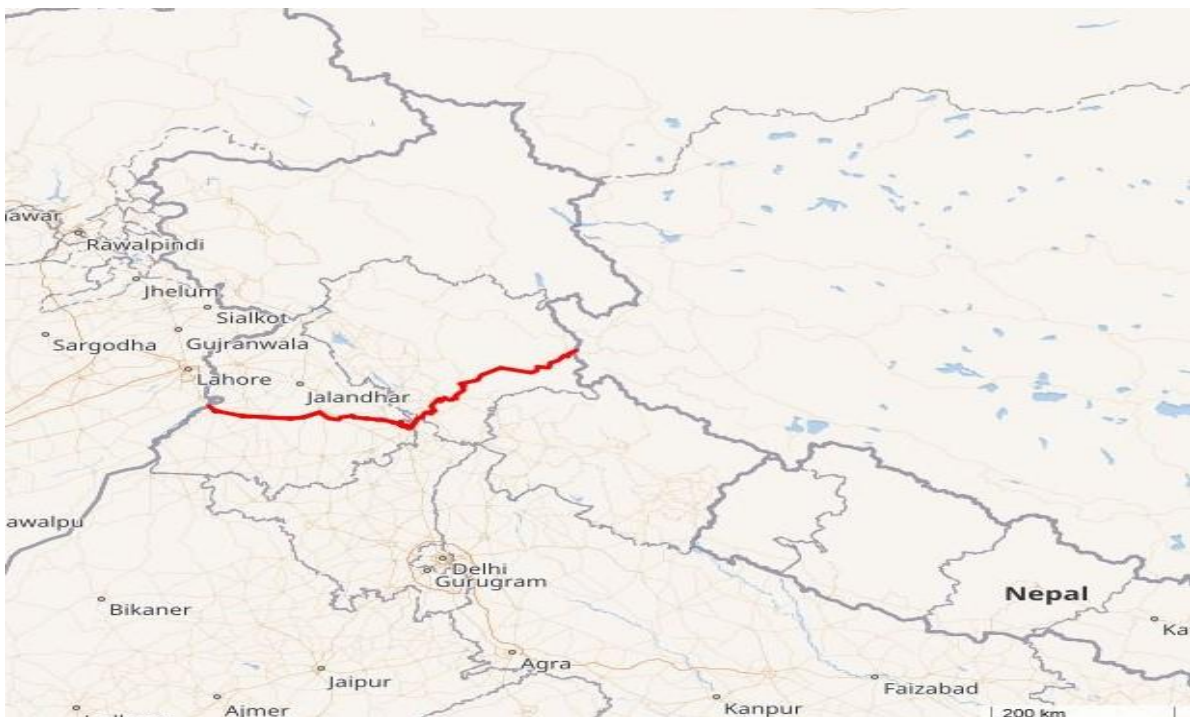 awar
Rawalpindi
Jhelum
Sialkot
Sargodha
Gujranwala
Lahore
Jalandhar
awalpu
Delhi
Gurugram
Nepal
Bikaner
Ka
Agra
Jaipur
Faizabad
Ajmer
Kanpur
200 km